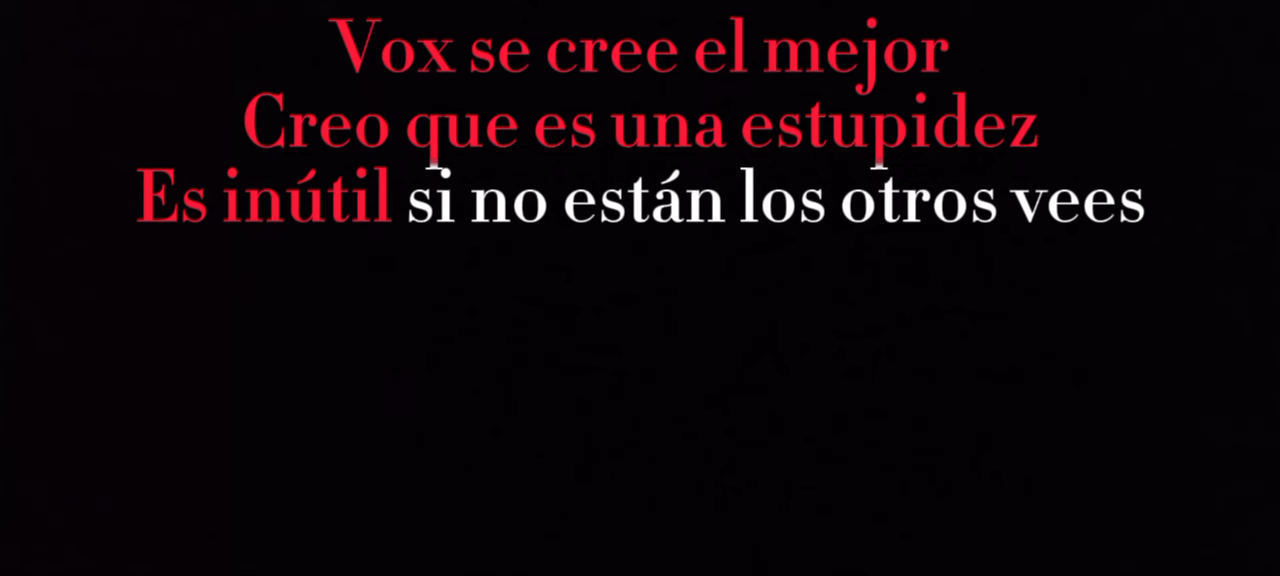 Vox se cree el mejor
Creo que es una estupidez
Es inútil si no están los otros vees